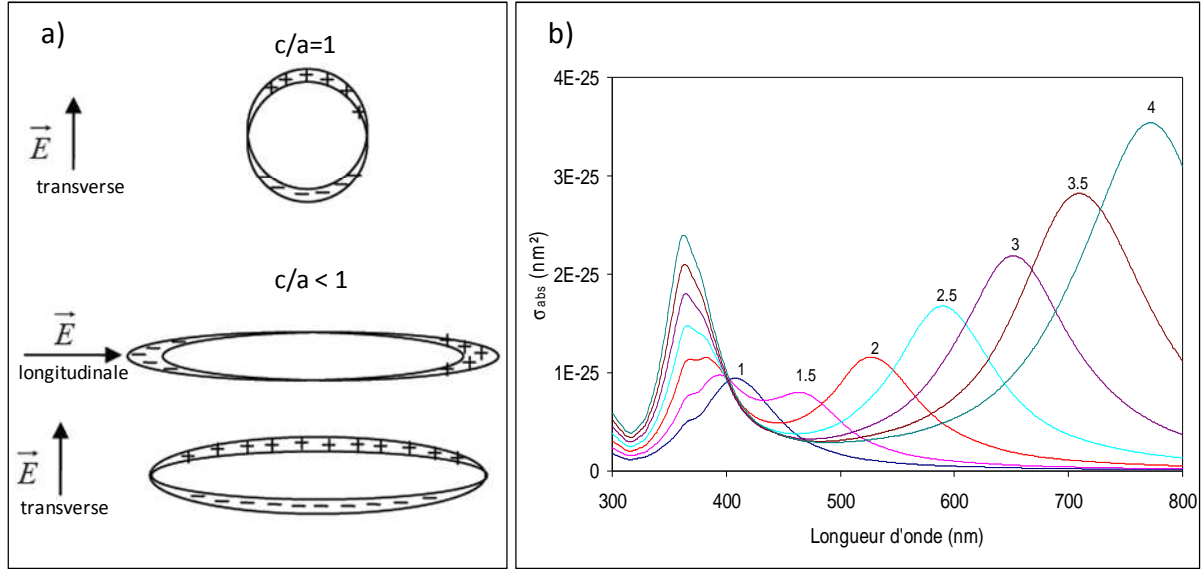 a)
c/a=1
E
transverse
c/a < 1
E
longitudinale
E
transverse
b)
4E-25
3E-25
2E-25
1E-25
0
σabs (nm²)
1
1.5
2
2.5
3
3.5
4
300
400
500
600
700
800
Longueur d'onde (nm)